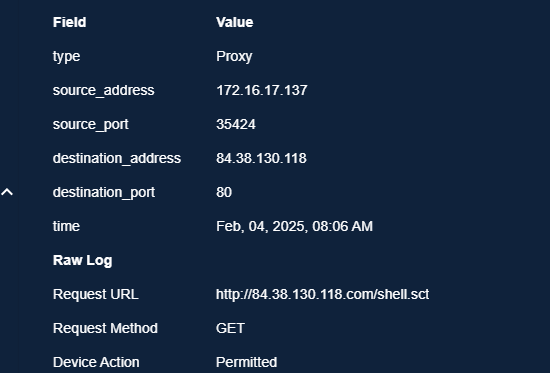 Field Value
type Proxy
source_address 172.16.17.137
source_port 35424
destination_address 84.38.130.118
destination_port 80
time Feb, 04, 2025, 08:06 AM
Raw Log
Request URL http://84.38.130.118.com/shell.sct
Request Method GET
Device Action Permitted